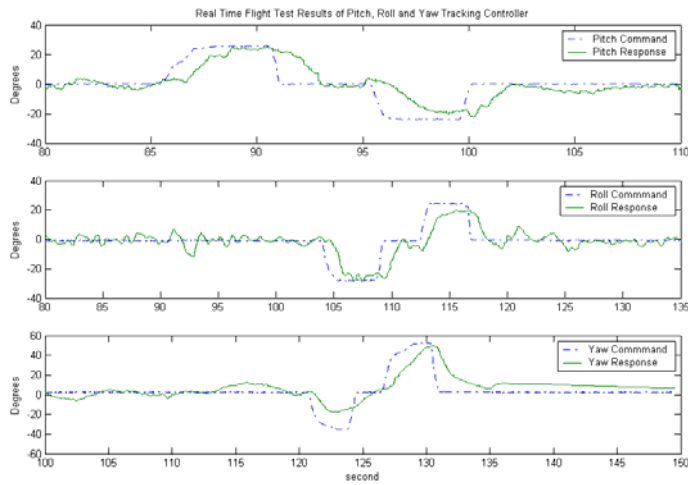 Real Time Flight Test Results of Pitch, Roll and Yaw Tracking Controller
40
20
0
-20
-40
Degrees
Pitch Command
Pitch Response
80 85 90 95 100 105 110
40
20
0
-20
-40
Degrees
Roll Commmand
Roll Response
80 85 90 95 100 105 110 115 120 125 130 135
60
40
20
0
-20
-40
-60
Degrees
Yaw Commmand
Yaw Response
100 105 110 115 120 125 130 135 140 145 150
second